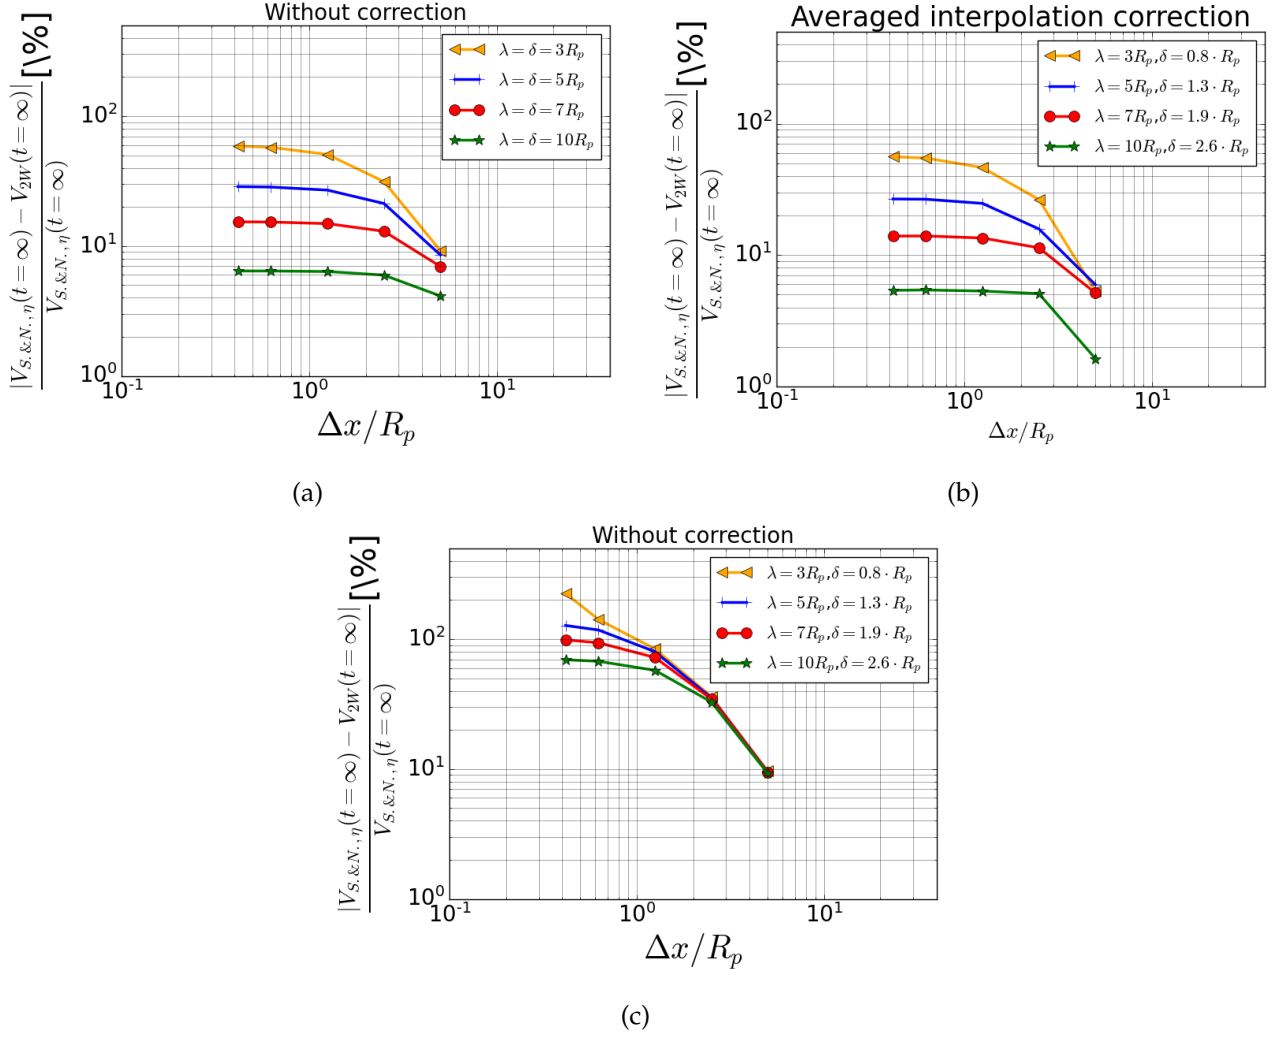 Without correction
|V_{S.&N.,η}(t=∞) − V_{2W}(t=∞)| / V_{S.&N.,η}(t=∞) [\%]
λ = δ = 3R_p
λ = δ = 5R_p
λ = δ = 7R_p
λ = δ = 10R_p
10^2
10^1
10^0
10^{-1} 10^0 10^1
Δx/R_p
(a)
Averaged interpolation correction
|V_{S.&N.,η}(t=∞) − V_{2W}(t=∞)| / V_{S.&N.,η}(t=∞) [\%]
λ = 3R_p,δ = 0.8 · R_p
λ = 5R_p,δ = 1.3 · R_p
λ = 7R_p,δ = 1.9 · R_p
λ = 10R_p,δ = 2.6 · R_p
10^2
10^1
10^0
10^{-1} 10^0 10^1
Δx/R_p
(b)
Without correction
|V_{S.&N.,η}(t=∞) − V_{2W}(t=∞)| / V_{S.&N.,η}(t=∞) [\%]
λ = 3R_p,δ = 0.8 · R_p
λ = 5R_p,δ = 1.3 · R_p
λ = 7R_p,δ = 1.9 · R_p
λ = 10R_p,δ = 2.6 · R_p
10^2
10^1
10^0
10^{-1} 10^0 10^1
Δx/R_p
(c)